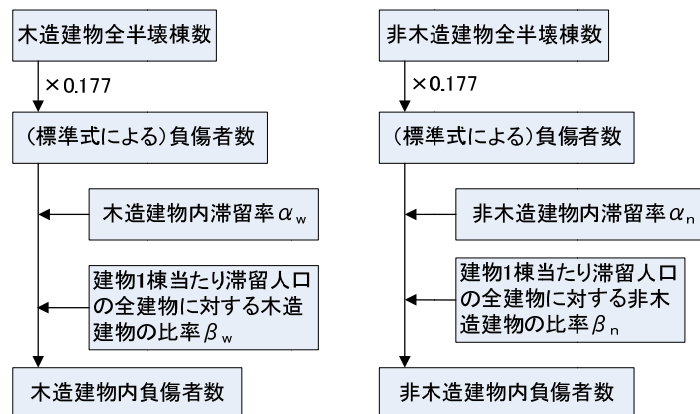 木造建物全半壊棟数
×0.177
(標準式による)負傷者数
木造建物内滞留率αw
建物1棟当たり滞留人口
の全建物に対する木造
建物の比率βw
木造建物内負傷者数
非木造建物全半壊棟数
×0.177
(標準式による)負傷者数
非木造建物内滞留率αn
建物1棟当たり滞留人口
の全建物に対する非木
造建物の比率βn
非木造建物内負傷者数